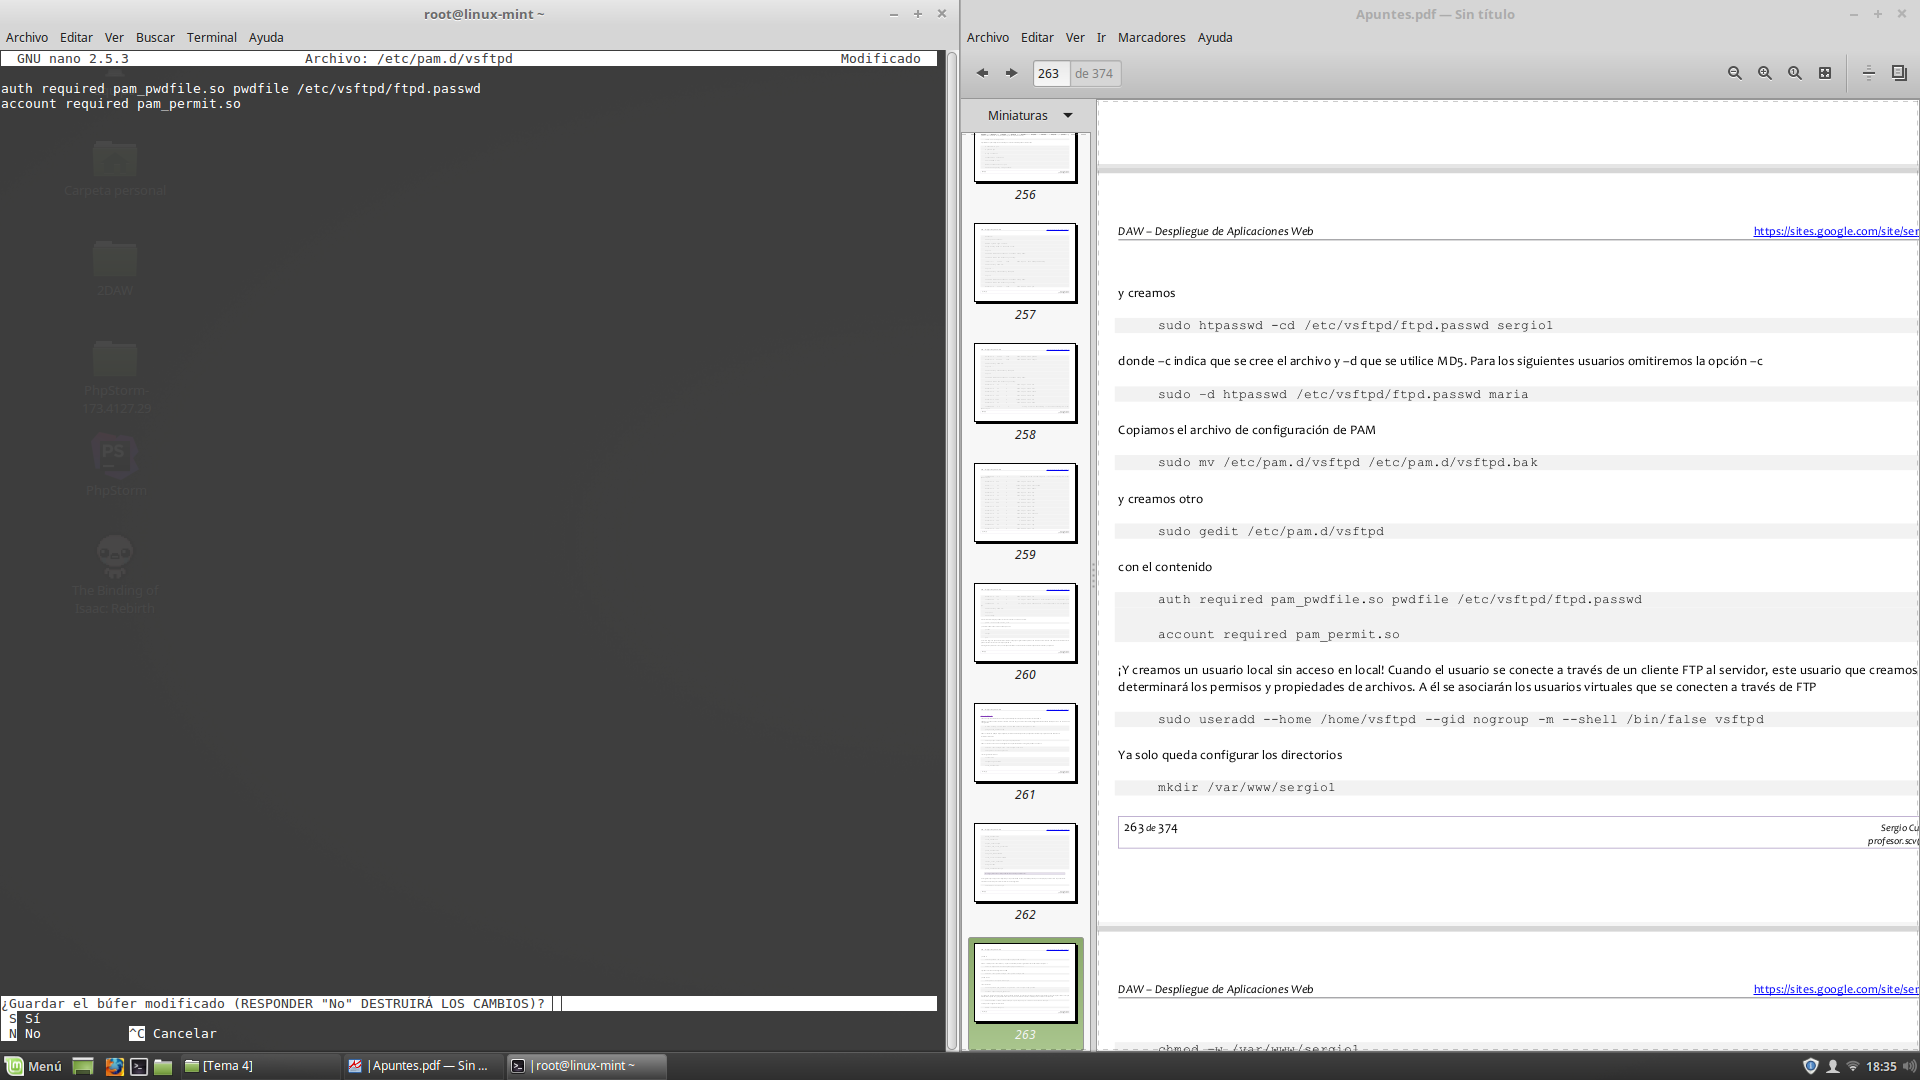 root@linux-mint ~
Archivo Editar Ver Buscar Terminal Ayuda
GNU nano 2.5.3 Archivo: /etc/pam.d/vsftpd Modificado
auth required pam_pwdfile.so pwdfile /etc/vsftpd/ftpd.passwd
account required pam_permit.so
Carpeta personal
2DAW
PhpStorm-
173.4127.29
PhpStorm
The Binding of
Isaac: Rebirth
¿Guardar el búfer modificado (RESPONDER "No" DESTRUIRÁ LOS CAMBIOS)?
S Sí
N No ^C Cancelar
Apuntes.pdf — Sin título
Archivo Editar Ver Ir Marcadores Ayuda
263 de 374
Miniaturas
256
257
258
259
260
261
262
263
DAW – Despliegue de Aplicaciones Web https://sites.google.com/site/ser
y creamos
sudo htpasswd -cd /etc/vsftpd/ftpd.passwd sergio1
donde –c indica que se cree el archivo y –d que se utilice MD5. Para los siguientes usuarios omitiremos la opción –c
sudo –d htpasswd /etc/vsftpd/ftpd.passwd maria
Copiamos el archivo de configuración de PAM
sudo mv /etc/pam.d/vsftpd /etc/pam.d/vsftpd.bak
y creamos otro
sudo gedit /etc/pam.d/vsftpd
con el contenido
auth required pam_pwdfile.so pwdfile /etc/vsftpd/ftpd.passwd
account required pam_permit.so
¡Y creamos un usuario local sin acceso en local! Cuando el usuario se conecte a través de un cliente FTP al servidor, este usuario que creamos
determinará los permisos y propiedades de archivos. A él se asociarán los usuarios virtuales que se conecten a través de FTP
sudo useradd --home /home/vsftpd --gid nogroup -m --shell /bin/false vsftpd
Ya solo queda configurar los directorios
mkdir /var/www/sergio1
263 de 374 Sergio Cu
profesor.scv(
DAW – Despliegue de Aplicaciones Web https://sites.google.com/site/ser
chmod -w /var/www/sergio1
Menú [Tema 4] Apuntes.pdf — Sin ... root@linux-mint ~ 18:35